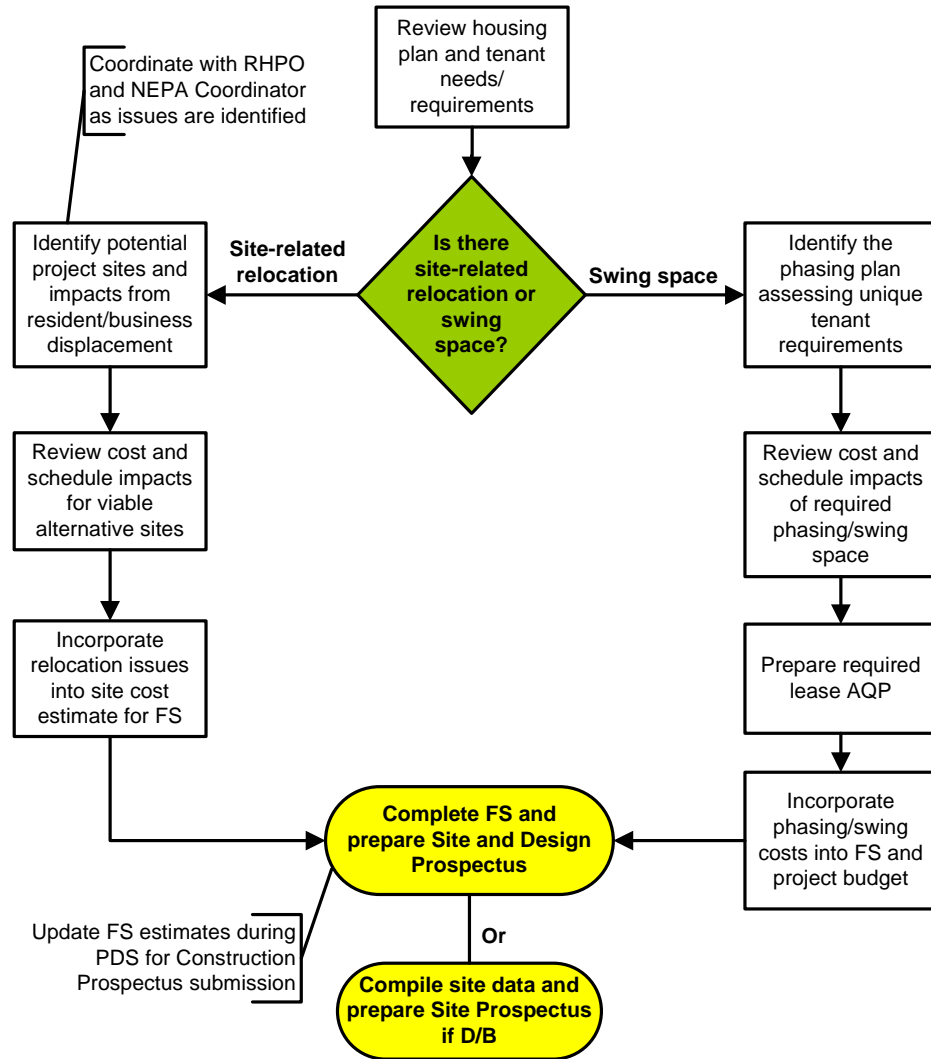 Review housing
plan and tenant
needs/
requirements
Coordinate with RHPO
and NEPA Coordinator
as issues are identified
Is there
site-related
relocation or
swing
space?
Site-related
relocation
Swing space
Identify potential
project sites and
impacts from
resident/business
displacement
Identify the
phasing plan
assessing unique
tenant
requirements
Review cost and
schedule impacts
for viable
alternative sites
Review cost and
schedule impacts
of required
phasing/swing
space
Incorporate
relocation issues
into site cost
estimate for FS
Prepare required
lease AQP
Incorporate
phasing/swing
costs into FS and
project budget
Complete FS and
prepare Site and Design
Prospectus
Update FS estimates during
PDS for Construction
Prospectus submission
Or
Compile site data and
prepare Site Prospectus
if D/B